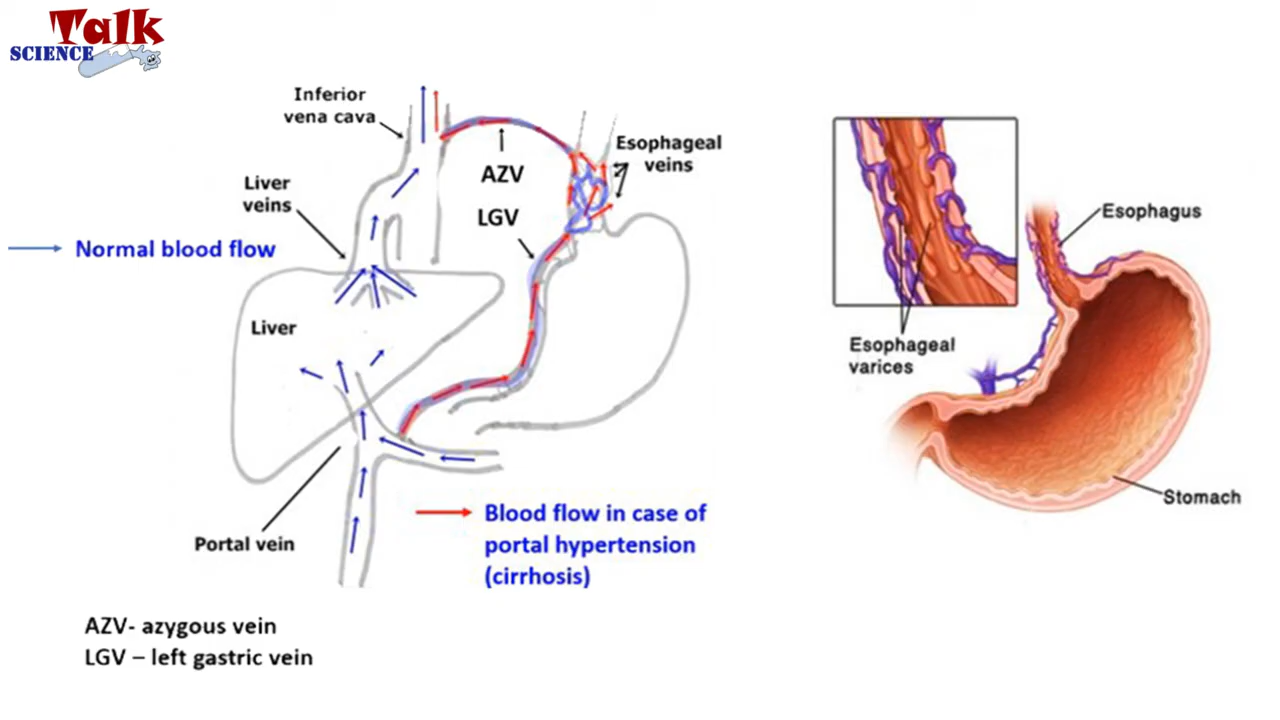 Talk
SCIENCE
Inferior
vena cava
AZV
Esophageal
veins
Liver
veins
LGV
Normal blood flow
Liver
Portal vein
Blood flow in case of
portal hypertension
(cirrhosis)
AZV- azygous vein
LGV – left gastric vein
Esophagus
Esophageal
varices
Stomach